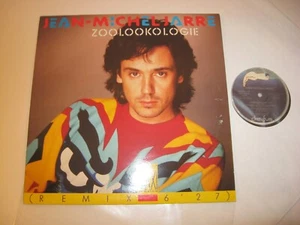 JEAN-MICHEL JARRE
ZOOLOOKOLOGIE
(REMIX 6'27)